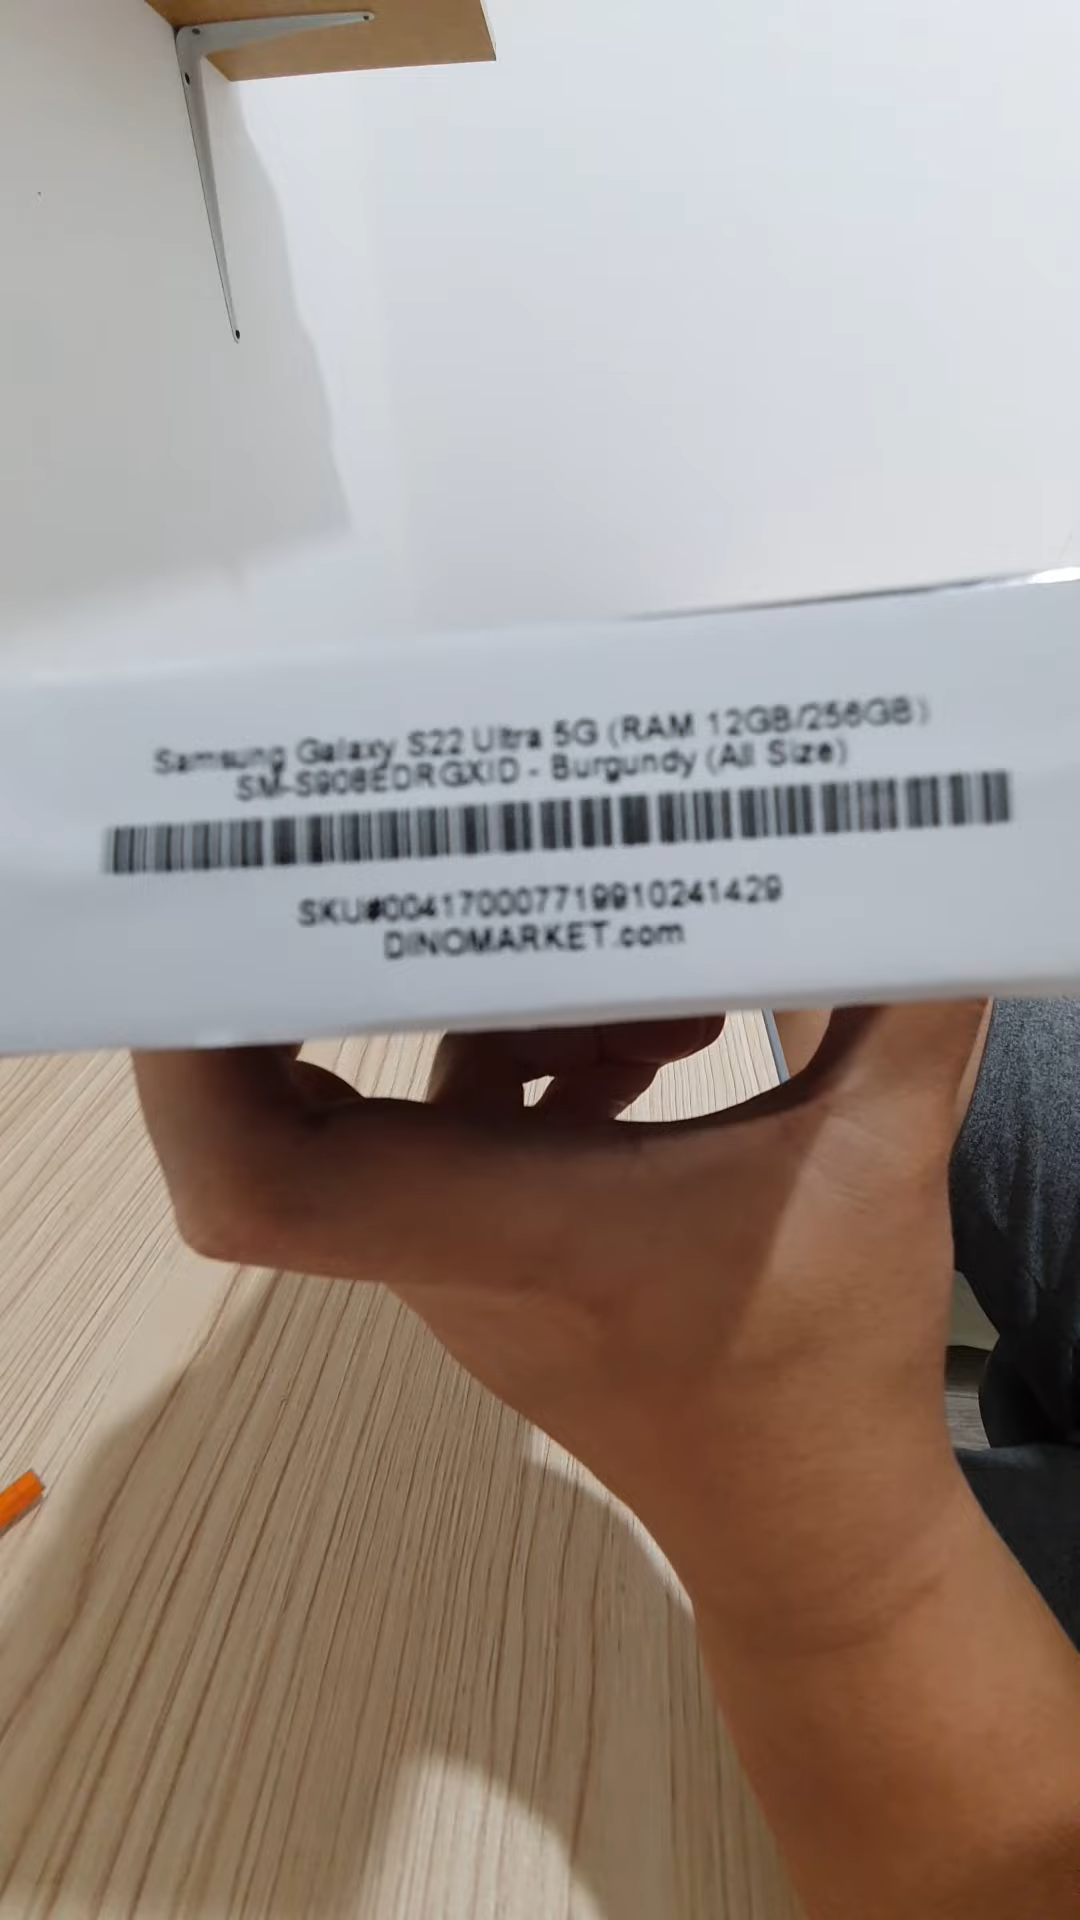 Samsung Galaxy S22 Ultra 5G (RAM 12GB/256GB)
SM-S908EDRGXID - Burgundy (All Size)
SKU#004170007719910241429
DINOMARKET.com